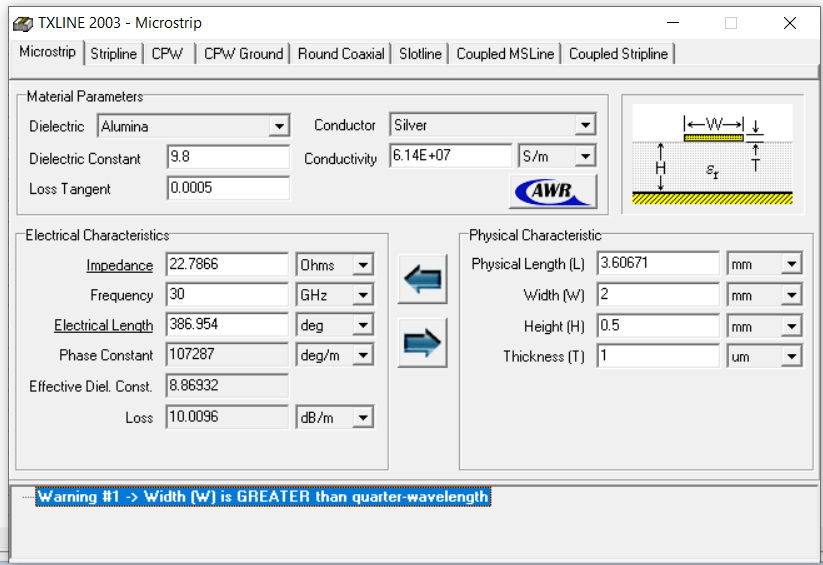 TXLINE 2003 - Microstrip
Microstrip Stripline CPW CPW Ground Round Coaxial Slotline Coupled MSLine Coupled Stripline
Material Parameters
Dielectric Alumina Conductor Silver
Dielectric Constant 9.8 Conductivity 6.14E+07 S/m
Loss Tangent 0.0005
AWR
W
H εr T
Electrical Characteristics
Impedance 22.7866 Ohms
Frequency 30 GHz
Electrical Length 386.954 deg
Phase Constant 107287 deg/m
Effective Diel. Const. 8.86932
Loss 10.0096 dB/m
Physical Characteristic
Physical Length (L) 3.60671 mm
Width (W) 2 mm
Height (H) 0.5 mm
Thickness (T) 1 um
Warning #1 -> Width (W) is GREATER than quarter-wavelength